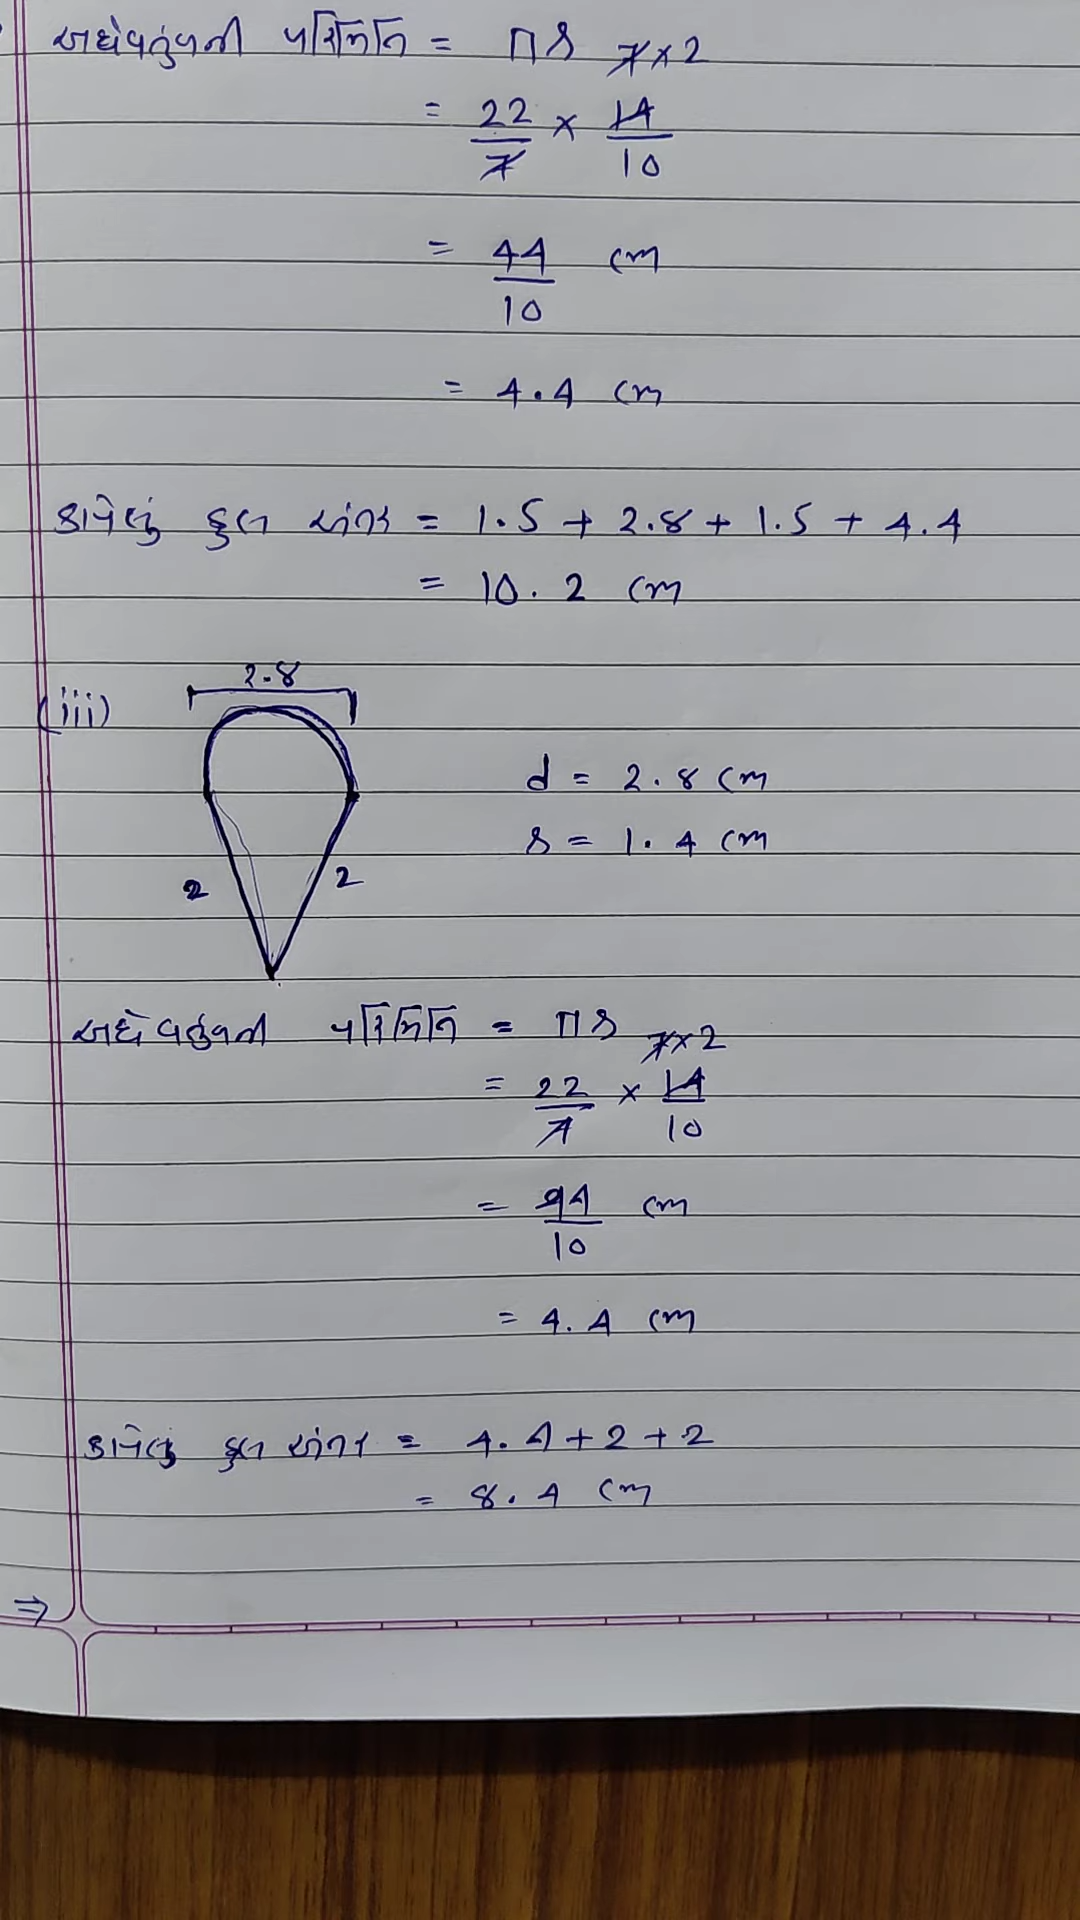 અર્ધવર્તુળની પરિમિતિ = πr 7×2
= 22/7 × 14/10
= 44/10 cm
= 4.4 cm
કાપેલું કુલ અંતર = 1.5 + 2.8 + 1.5 + 4.4
= 10.2 cm
2.8
(iii)
d = 2.8 cm
r = 1.4 cm
2 2
અર્ધવર્તુળની પરિમિતિ = πr 7×2
= 22/7 × 14/10
= 44/10 cm
= 4.4 cm
કાપેલું કુલ અંતર = 4.4 + 2 + 2
= 8.4 cm
⇒